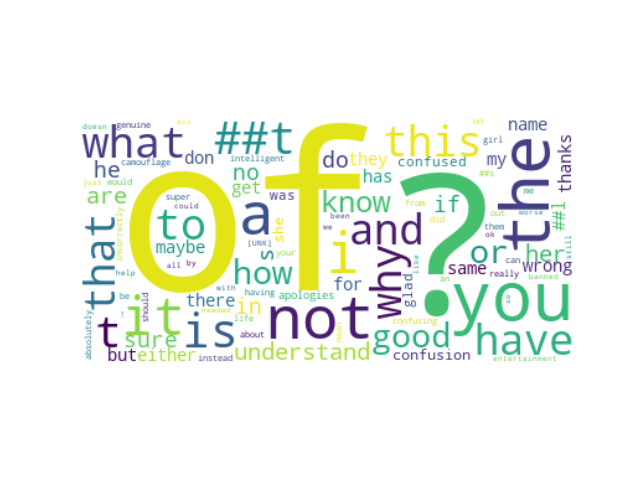 doesn genuine ass on girl name
what ##t this
he camouflage don intelligent do they confused my the thanks
no has ##s
are get
just would super was know if me ##l
incorrectly of ? from out worse
could she been did them
that to a i and or her still
maybe [UNK] we ok
s your like can
all by how why same wrong
help with having for glad an really banned
be there in apologies so you
! should needed life
t it is about not mean confusing good have
absolutely sure
but either instead understand confusion entertainment